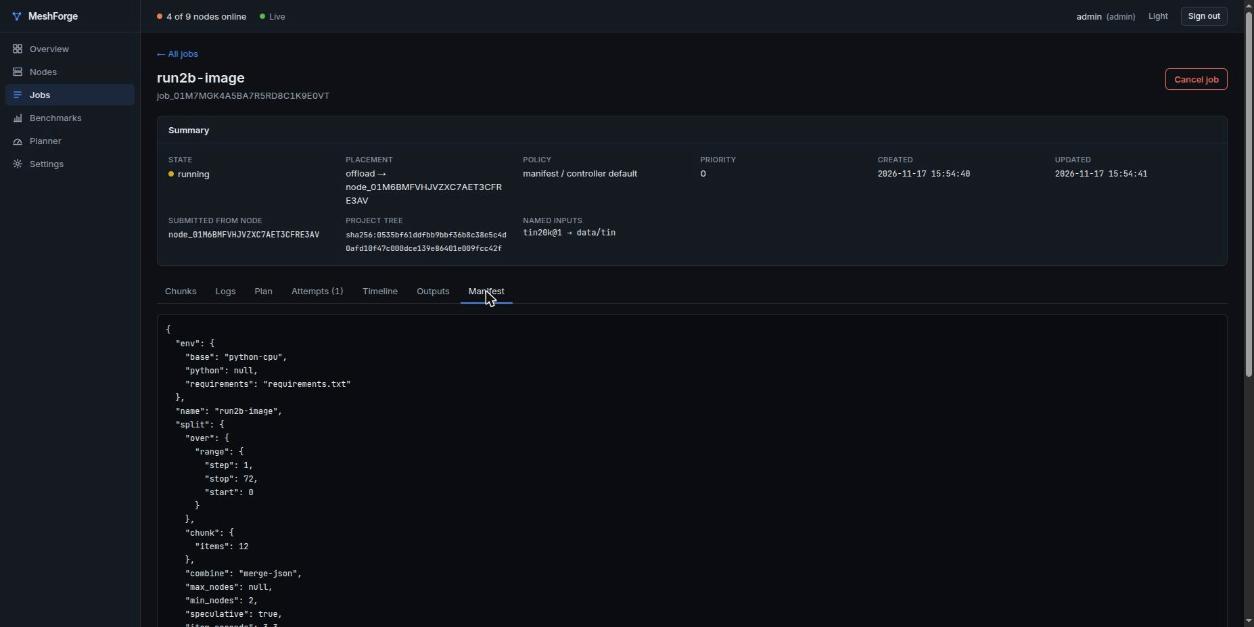 MeshForge
4 of 9 nodes online
Live
admin (admin)
Light
Sign out
Overview
Nodes
Jobs
Benchmarks
Planner
Settings
← All jobs
run2b-image
Cancel job
job_01M7MGK4A5BA7R5RD8C1K9E0VT
Summary
STATE
running
PLACEMENT
offload →
node_01M6BMFVHJVZXC7AET3CFR
E3AV
POLICY
manifest / controller default
PRIORITY
0
CREATED
2026-11-17 15:54:40
UPDATED
2026-11-17 15:54:41
SUBMITTED FROM NODE
node_01M6BMFVHJVZXC7AET3CFRE3AV
PROJECT TREE
sha256:0535bf61ddfbb9bbf36b8c38e5c4d
0afd10f47c000dce139e86401e009fcc42f
NAMED INPUTS
tin20k@1 → data/tin
Chunks
Logs
Plan
Attempts (1)
Timeline
Outputs
Manifest
{
"env": {
"base": "python-cpu",
"python": null,
"requirements": "requirements.txt"
},
"name": "run2b-image",
"split": {
"over": {
"range": {
"step": 1,
"stop": 72,
"start": 0
}
},
"chunk": {
"items": 12
},
"combine": "merge-json",
"max_nodes": null,
"min_nodes": 2,
"speculative": true,